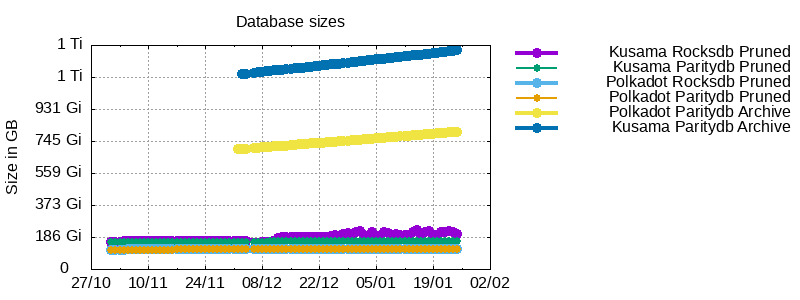 Database sizes
1 Ti
1 Ti
931 Gi
745 Gi
559 Gi
373 Gi
186 Gi
0
Size in GB
27/10 10/11 24/11 08/12 22/12 05/01 19/01 02/02
Kusama Rocksdb Pruned
Kusama Paritydb Pruned
Polkadot Rocksdb Pruned
Polkadot Paritydb Pruned
Polkadot Paritydb Archive
Kusama Paritydb Archive